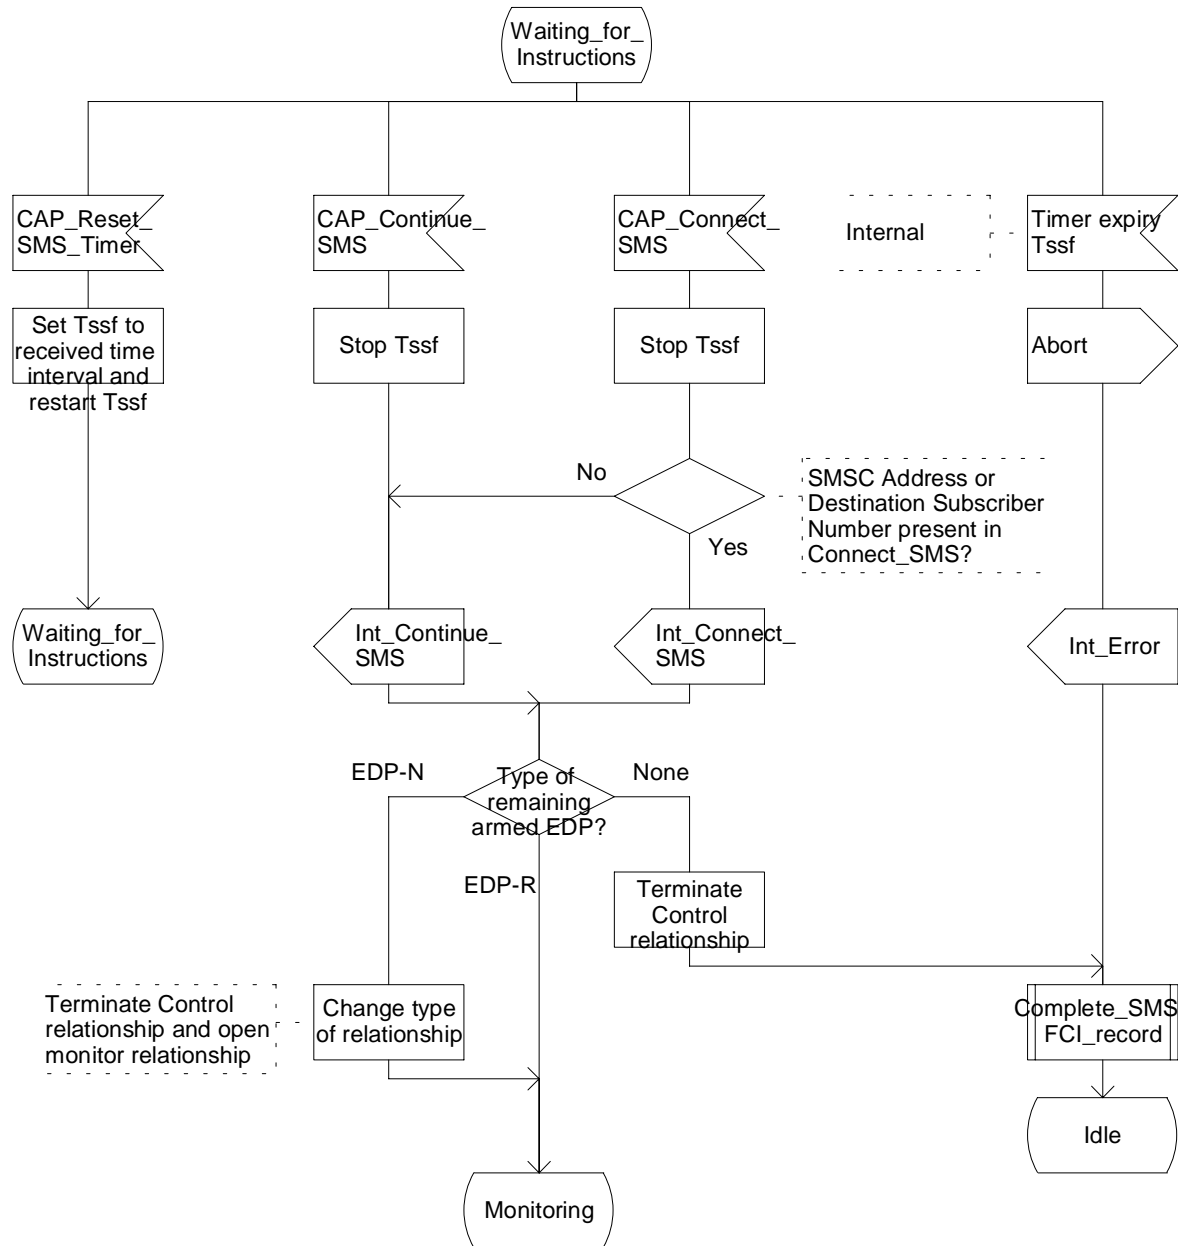 Waiting_for_
Instructions
CAP_Reset_
SMS_Timer
CAP_Continue_
SMS
CAP_Connect_
SMS
Internal
Timer expiry
Tssf
Set Tssf to
received time
interval and
restart Tssf
Stop Tssf
Stop Tssf
Abort
No
Yes
SMSC Address or
Destination Subscriber
Number present in
Connect_SMS?
Waiting_for_
Instructions
Int_Continue_
SMS
Int_Connect_
SMS
Int_Error
EDP-N
Type of
remaining
armed EDP?
None
EDP-R
Terminate
Control
relationship
Terminate Control
relationship and open
monitor relationship
Change type
of relationship
Complete_SMS
FCI_record
Idle
Monitoring